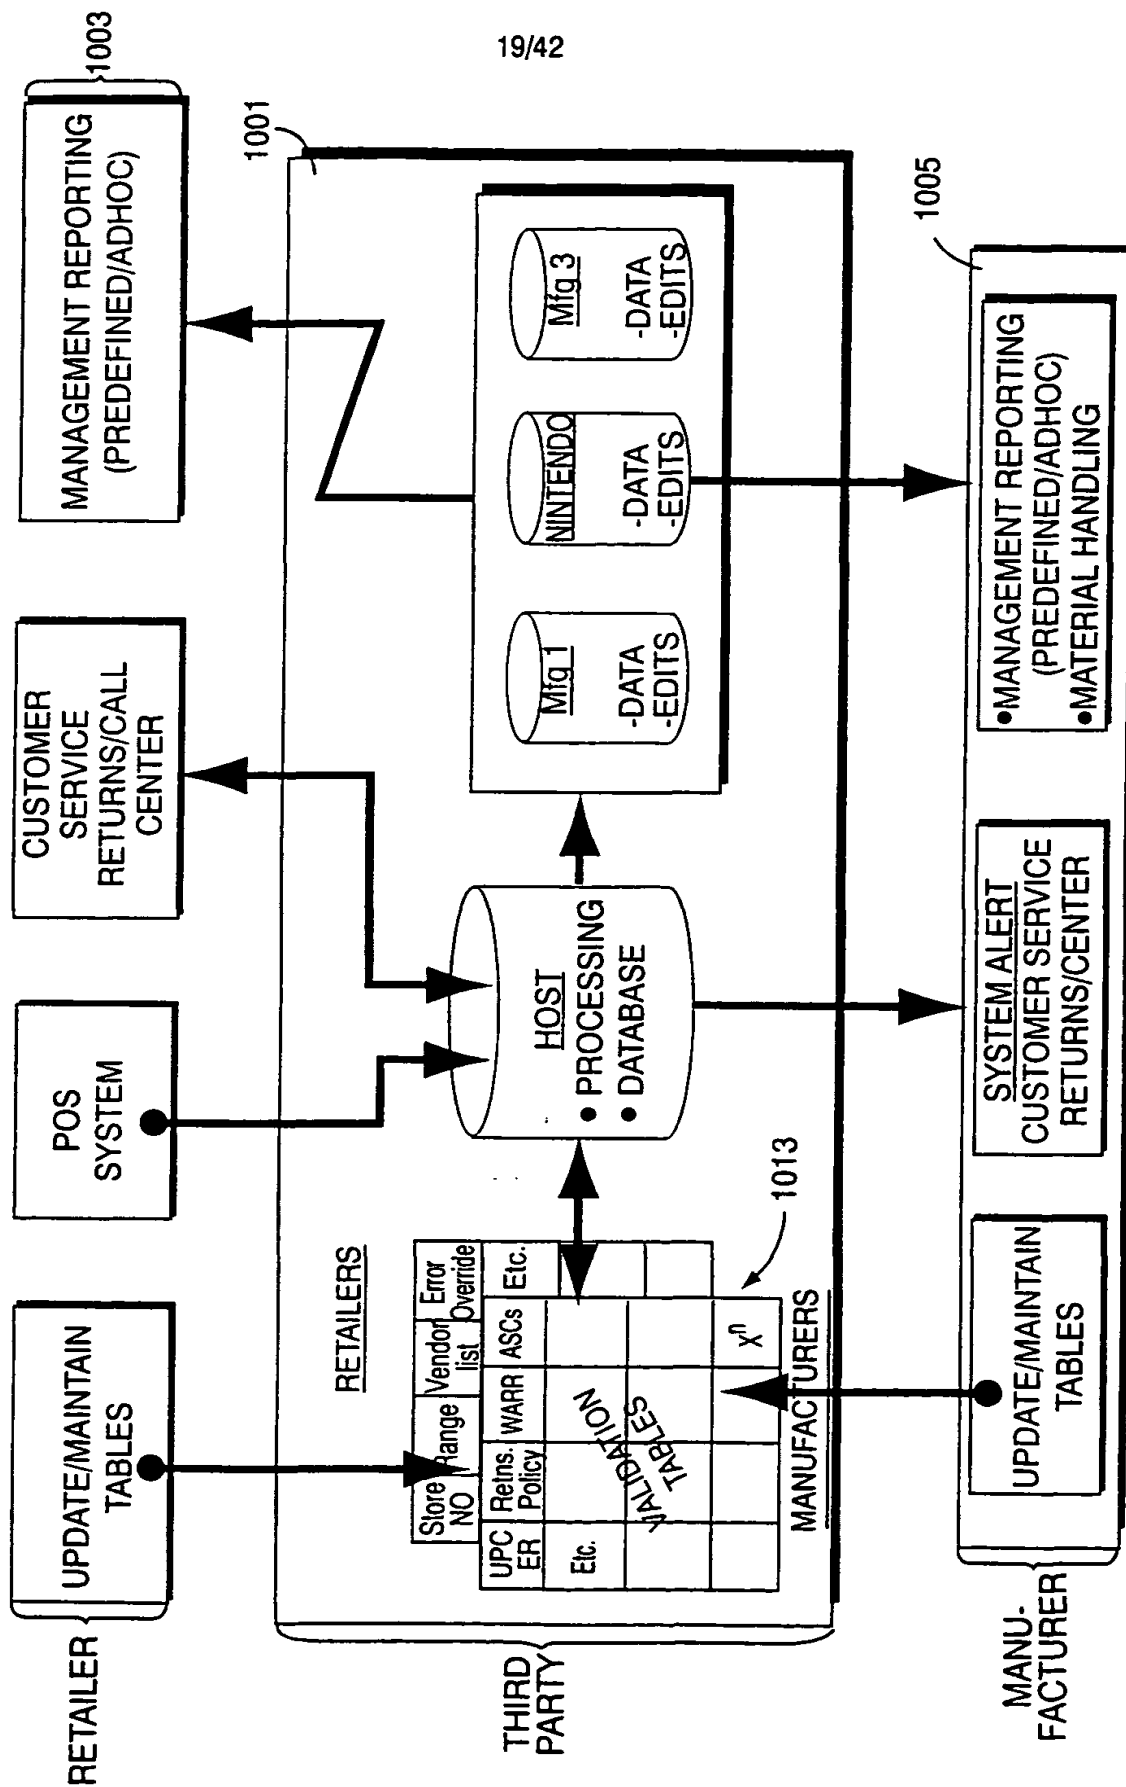 19/42
RETAILER
UPDATE/MAINTAIN
TABLES
POS
SYSTEM
CUSTOMER
SERVICE
RETURNS/CALL
CENTER
MANAGEMENT REPORTING
(PREDEFINED/ADHOC)
1003
1001
THIRD
PARTY
RETAILERS
Store
NO
Range
Vendor
list
Error
Override
UPC
ER
Retns.
Policy
WARR
ASCs
Etc.
Etc.
VALIDATION
TABLES
Xⁿ
MANUFACTURERS
1013
HOST
● PROCESSING
● DATABASE
Mfg 1
-DATA
-EDITS
NINTENDO
-DATA
-EDITS
Mfg 3
-DATA
-EDITS
1005
MANU-
FACTURER
UPDATE/MAINTAIN
TABLES
SYSTEM ALERT
CUSTOMER SERVICE
RETURNS/CENTER
●MANAGEMENT REPORTING
(PREDEFINED/ADHOC)
●MATERIAL HANDLING